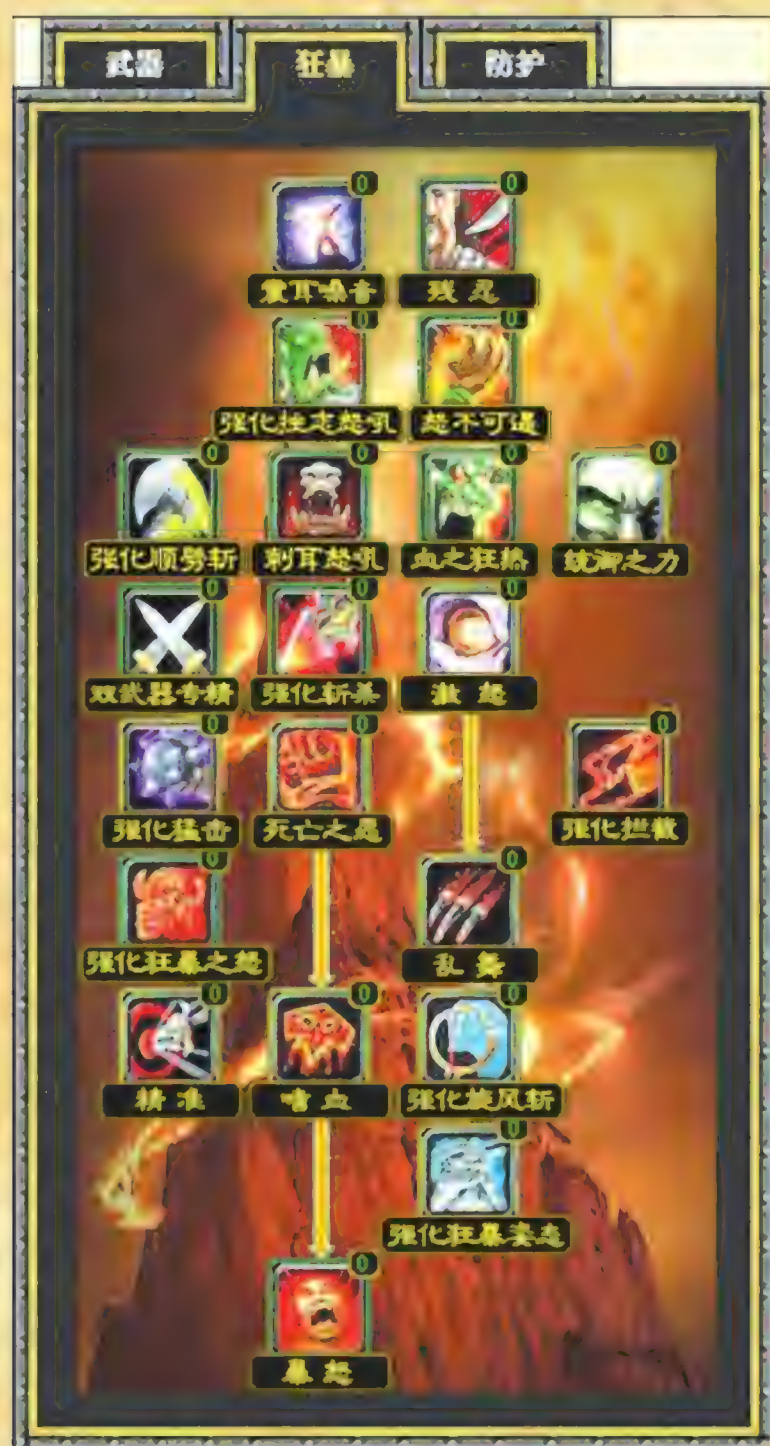 武器 狂暴 防护
0 0
震耳嗓音 残忍
0 0
强化挫志怒吼 怒不可遏
0 0 0 0
强化顺劈斩 刺耳怒吼 血之狂热 统御之力
0 0 0
双武器专精 强化斩杀 激怒
0 0 0
强化猛击 死亡之愿 强化拦截
0 0
强化狂暴之怒 乱舞
0 0 0
精准 嗜血 强化旋风斩
0
强化狂暴姿态
0
暴怒